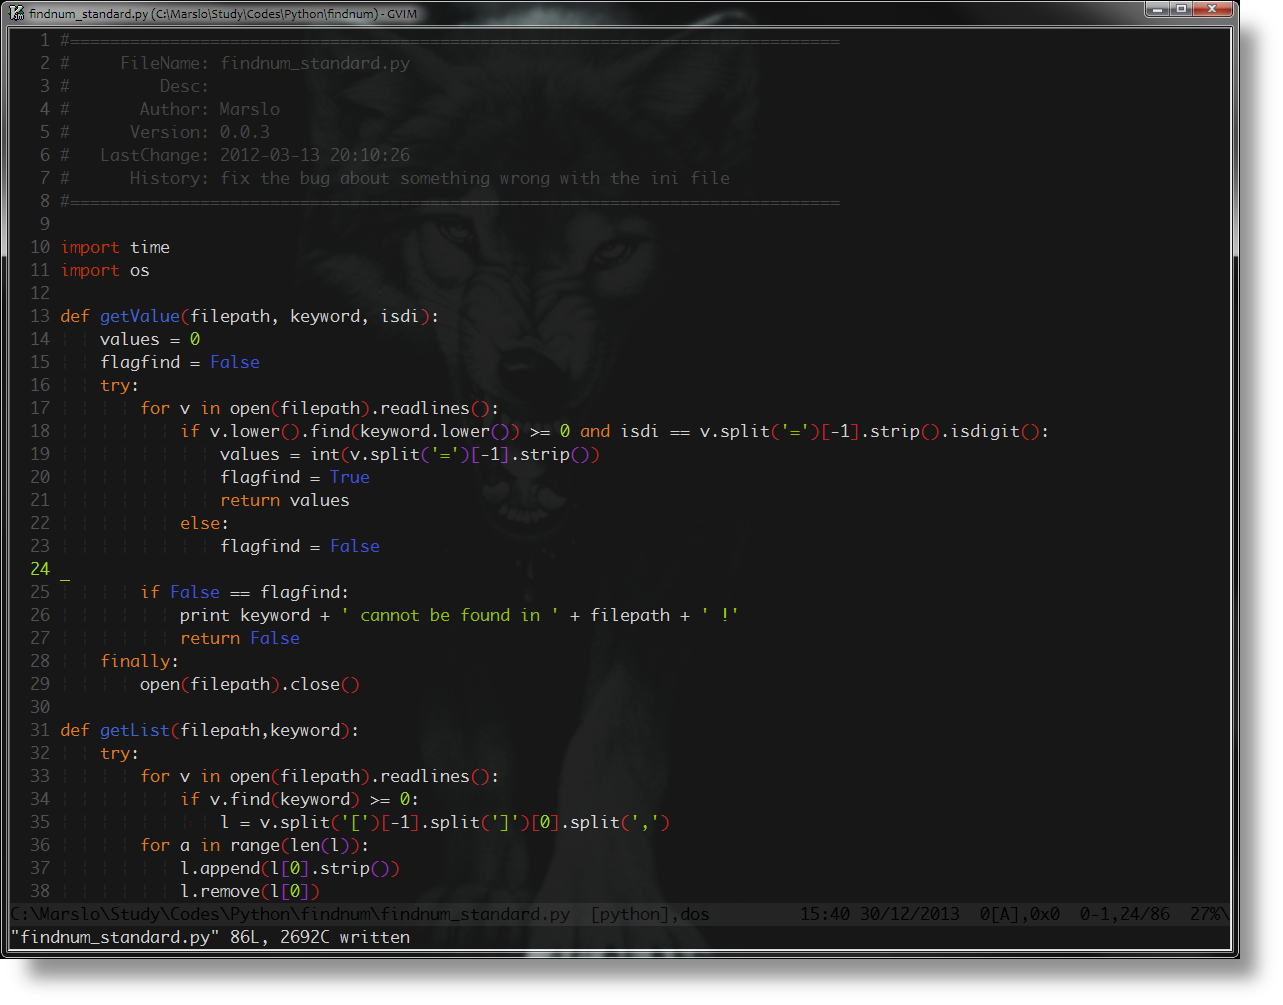 findnum_standard.py (C:\Marslo\Study\Codes\Python\findnum) - GVIM
1 #=============================================================================
2 #     FileName: findnum_standard.py
3 #         Desc:
4 #       Author: Marslo
5 #      Version: 0.0.3
6 #   LastChange: 2012-03-13 20:10:26
7 #      History: fix the bug about something wrong with the ini file
8 #=============================================================================
9
10 import time
11 import os
12
13 def getValue(filepath, keyword, isdi):
14     values = 0
15     flagfind = False
16     try:
17         for v in open(filepath).readlines():
18             if v.lower().find(keyword.lower()) >= 0 and isdi == v.split('=')[-1].strip().isdigit():
19                 values = int(v.split('=')[-1].strip())
20                 flagfind = True
21                 return values
22             else:
23                 flagfind = False
24
25         if False == flagfind:
26             print keyword + ' cannot be found in ' + filepath + ' !'
27             return False
28     finally:
29         open(filepath).close()
30
31 def getList(filepath,keyword):
32     try:
33         for v in open(filepath).readlines():
34             if v.find(keyword) >= 0:
35                 l = v.split('[')[-1].split(']')[0].split(',')
36         for a in range(len(l)):
37             l.append(l[0].strip())
38             l.remove(l[0])
C:\Marslo\Study\Codes\Python\findnum\findnum_standard.py  [python],dos         15:40 30/12/2013  0[A],0x0  0-1,24/86  27%\
"findnum_standard.py" 86L, 2692C written